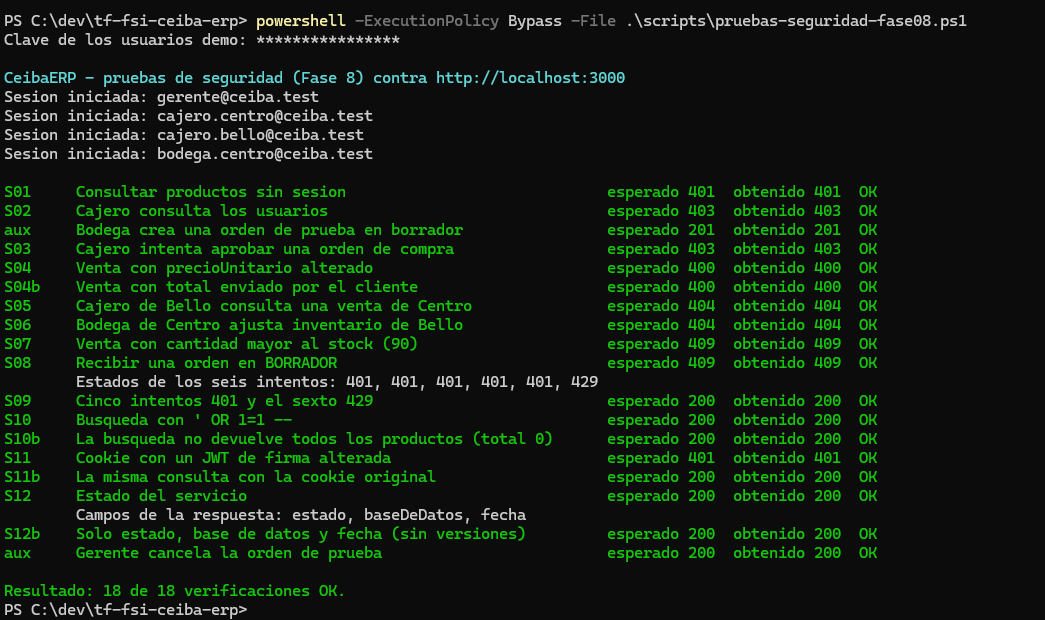 PS C:\dev\tf-fsi-ceiba-erp> powershell -ExecutionPolicy Bypass -File .\scripts\pruebas-seguridad-fase08.ps1
Clave de los usuarios demo: ****************
CeibaERP - pruebas de seguridad (Fase 8) contra http://localhost:3000
Sesion iniciada: gerente@ceiba.test
Sesion iniciada: cajero.centro@ceiba.test
Sesion iniciada: cajero.bello@ceiba.test
Sesion iniciada: bodega.centro@ceiba.test
S01 Consultar productos sin sesion esperado 401 obtenido 401 OK
S02 Cajero consulta los usuarios esperado 403 obtenido 403 OK
aux Bodega crea una orden de prueba en borrador esperado 201 obtenido 201 OK
S03 Cajero intenta aprobar una orden de compra esperado 403 obtenido 403 OK
S04 Venta con precioUnitario alterado esperado 400 obtenido 400 OK
S04b Venta con total enviado por el cliente esperado 400 obtenido 400 OK
S05 Cajero de Bello consulta una venta de Centro esperado 404 obtenido 404 OK
S06 Bodega de Centro ajusta inventario de Bello esperado 404 obtenido 404 OK
S07 Venta con cantidad mayor al stock (90) esperado 409 obtenido 409 OK
S08 Recibir una orden en BORRADOR esperado 409 obtenido 409 OK
Estados de los seis intentos: 401, 401, 401, 401, 401, 429
S09 Cinco intentos 401 y el sexto 429 esperado 200 obtenido 200 OK
S10 Busqueda con ' OR 1=1 -- esperado 200 obtenido 200 OK
S10b La busqueda no devuelve todos los productos (total 0) esperado 200 obtenido 200 OK
S11 Cookie con un JWT de firma alterada esperado 401 obtenido 401 OK
S11b La misma consulta con la cookie original esperado 200 obtenido 200 OK
S12 Estado del servicio esperado 200 obtenido 200 OK
Campos de la respuesta: estado, baseDeDatos, fecha
S12b Solo estado, base de datos y fecha (sin versiones) esperado 200 obtenido 200 OK
aux Gerente cancela la orden de prueba esperado 200 obtenido 200 OK
Resultado: 18 de 18 verificaciones OK.
PS C:\dev\tf-fsi-ceiba-erp>